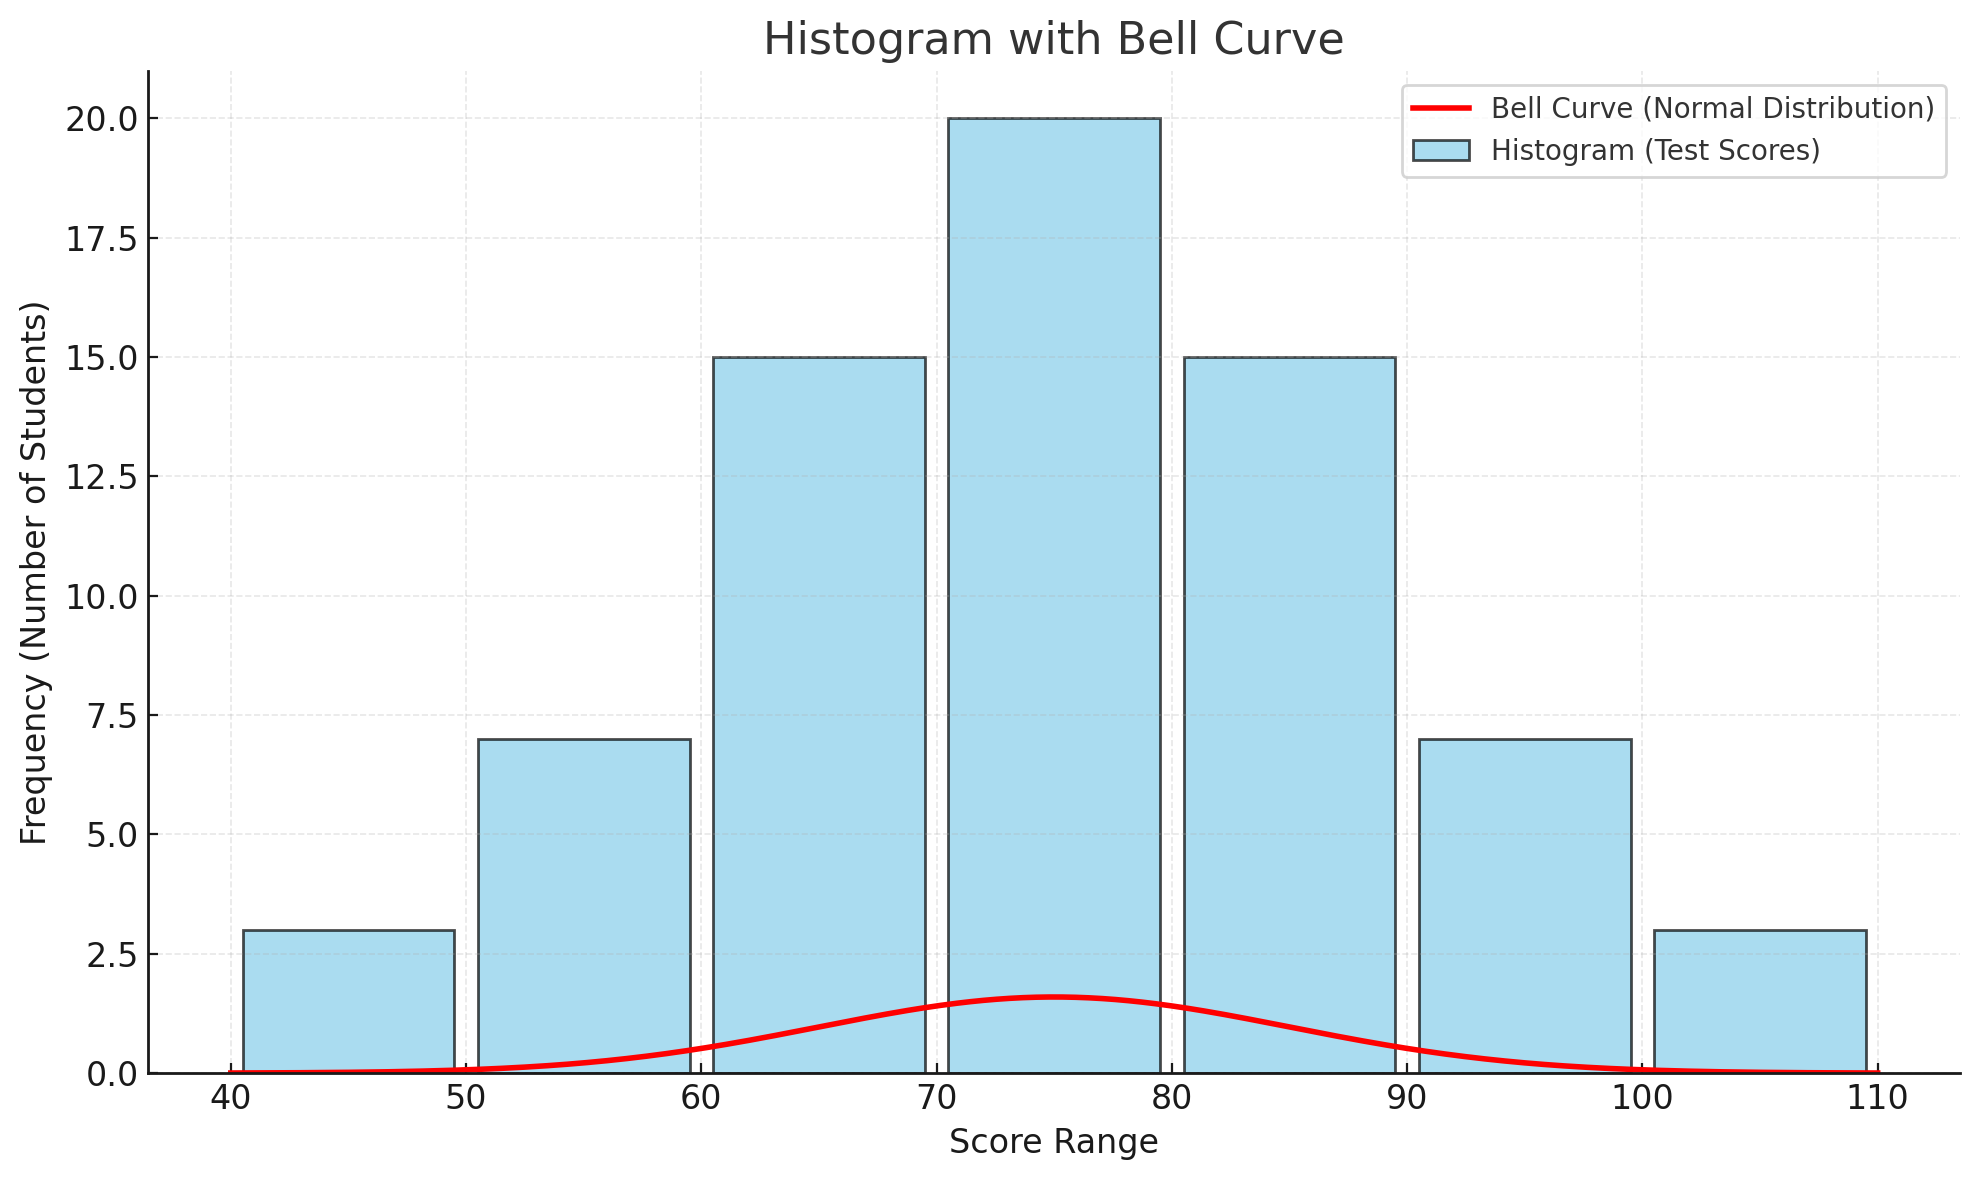 Histogram with Bell Curve
Bell Curve (Normal Distribution)
Histogram (Test Scores)
Frequency (Number of Students)
20.0
17.5
15.0
12.5
10.0
7.5
5.0
2.5
0.0
40 50 60 70 80 90 100 110
Score Range